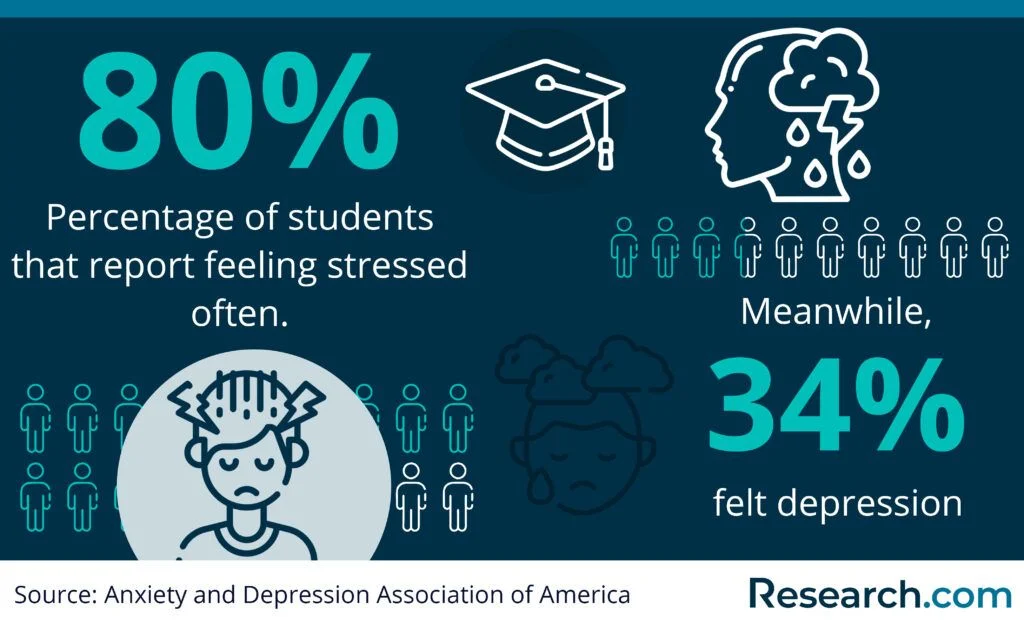 80%
Percentage of students
that report feeling stressed
often.
Meanwhile,
34%
felt depression
Source: Anxiety and Depression Association of America
Research.com